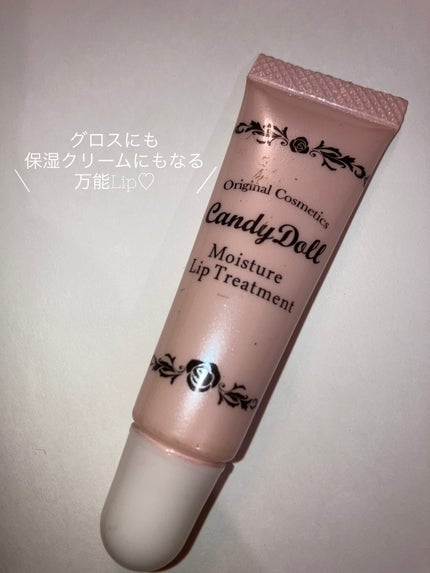 グロスにも
保湿クリームにもなる
万能Lip♡
Original Cosmetics
CandyDoll
Moisture
Lip Treatment